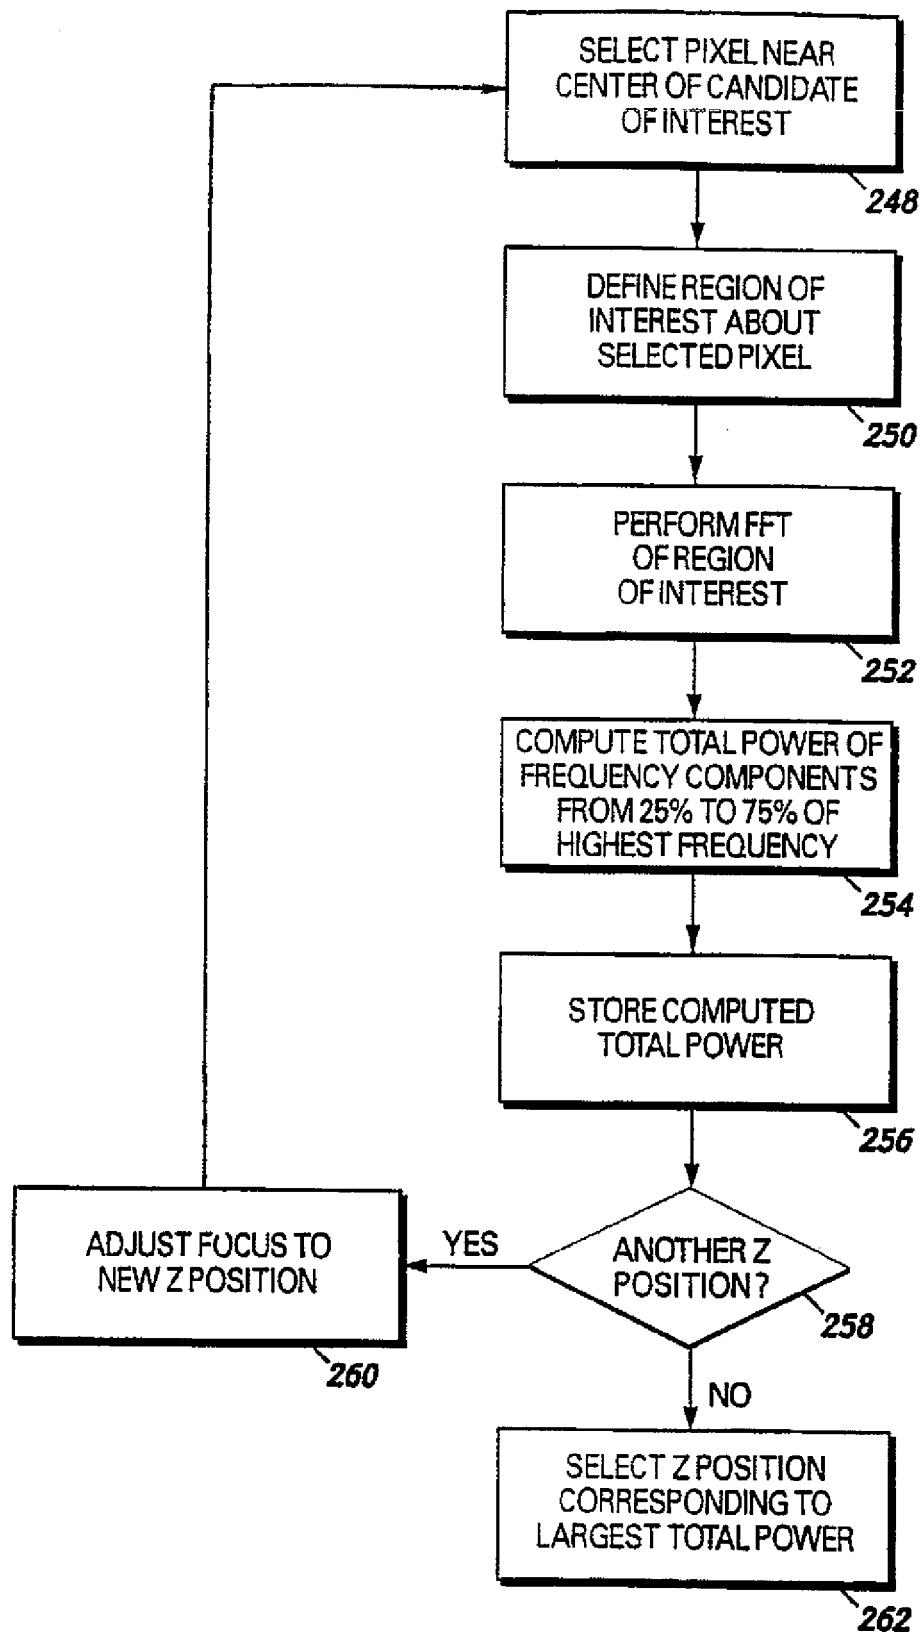 SELECT PIXEL NEAR
CENTER OF CANDIDATE
OF INTEREST
248
DEFINE REGION OF
INTEREST ABOUT
SELECTED PIXEL
250
PERFORM FFT
OF REGION
OF INTEREST
252
COMPUTE TOTAL POWER OF
FREQUENCY COMPONENTS
FROM 25% TO 75% OF
HIGHEST FREQUENCY
254
STORE COMPUTED
TOTAL POWER
256
ANOTHER Z
POSITION?
258
YES
ADJUST FOCUS TO
NEW Z POSITION
260
NO
SELECT Z POSITION
CORRESPONDING TO
LARGEST TOTAL POWER
262